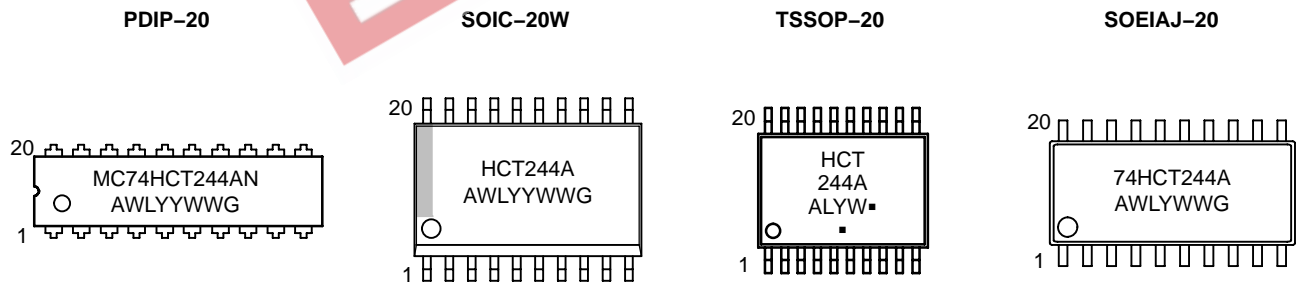 PDIP−20
SOIC−20W
TSSOP−20
SOEIAJ−20
20
MC74HCT244AN
AWLYYWWG
1
20
HCT244A
AWLYYWWG
1
20
HCT
244A
ALYW▪
▪
1
20
74HCT244A
AWLYWWG
1